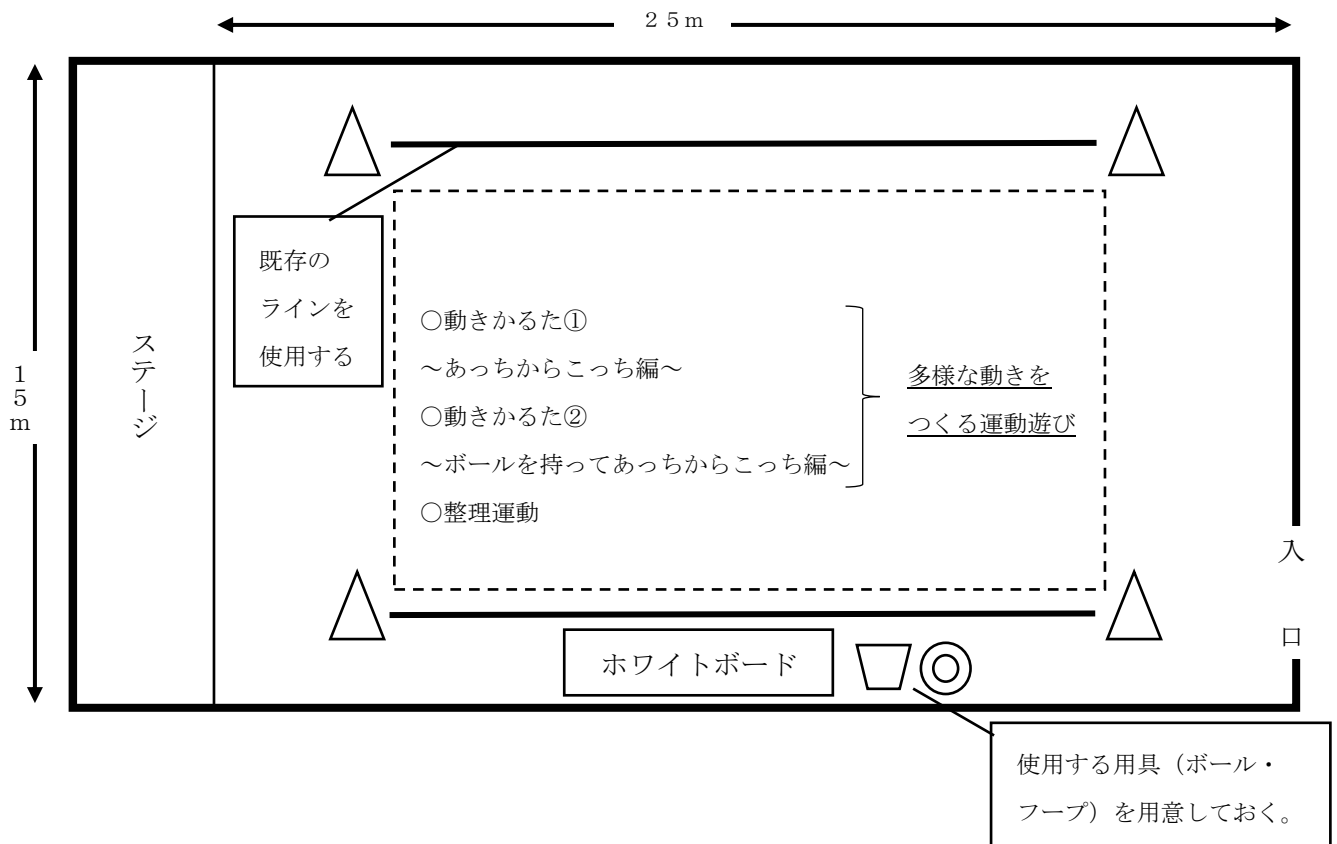 ２５ｍ
１５ｍ
ステージ
既存の
ラインを
使用する
○動きかるた①
～あっちからこっち編～
○動きかるた②
～ボールを持ってあっちからこっち編～
○整理運動
多様な動きを
つくる運動遊び
入口
ホワイトボード
使用する用具（ボール・
フープ）を用意しておく。